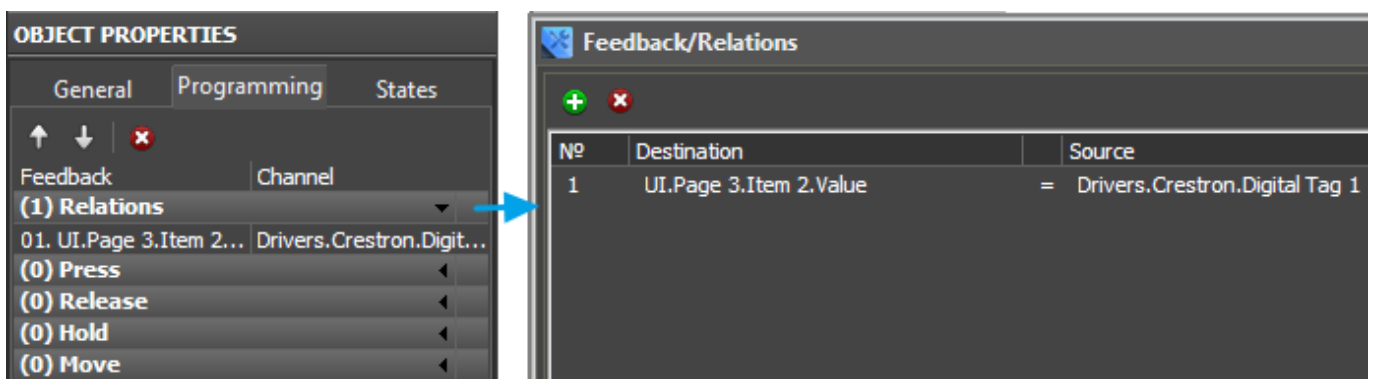 OBJECT PROPERTIES
General Programming States
Feedback Channel
(1) Relations
01. UI.Page 3.Item 2... Drivers.Crestron.Digit...
(0) Press
(0) Release
(0) Hold
(0) Move
Feedback/Relations
Nº Destination Source
1 UI.Page 3.Item 2.Value = Drivers.Crestron.Digital Tag 1